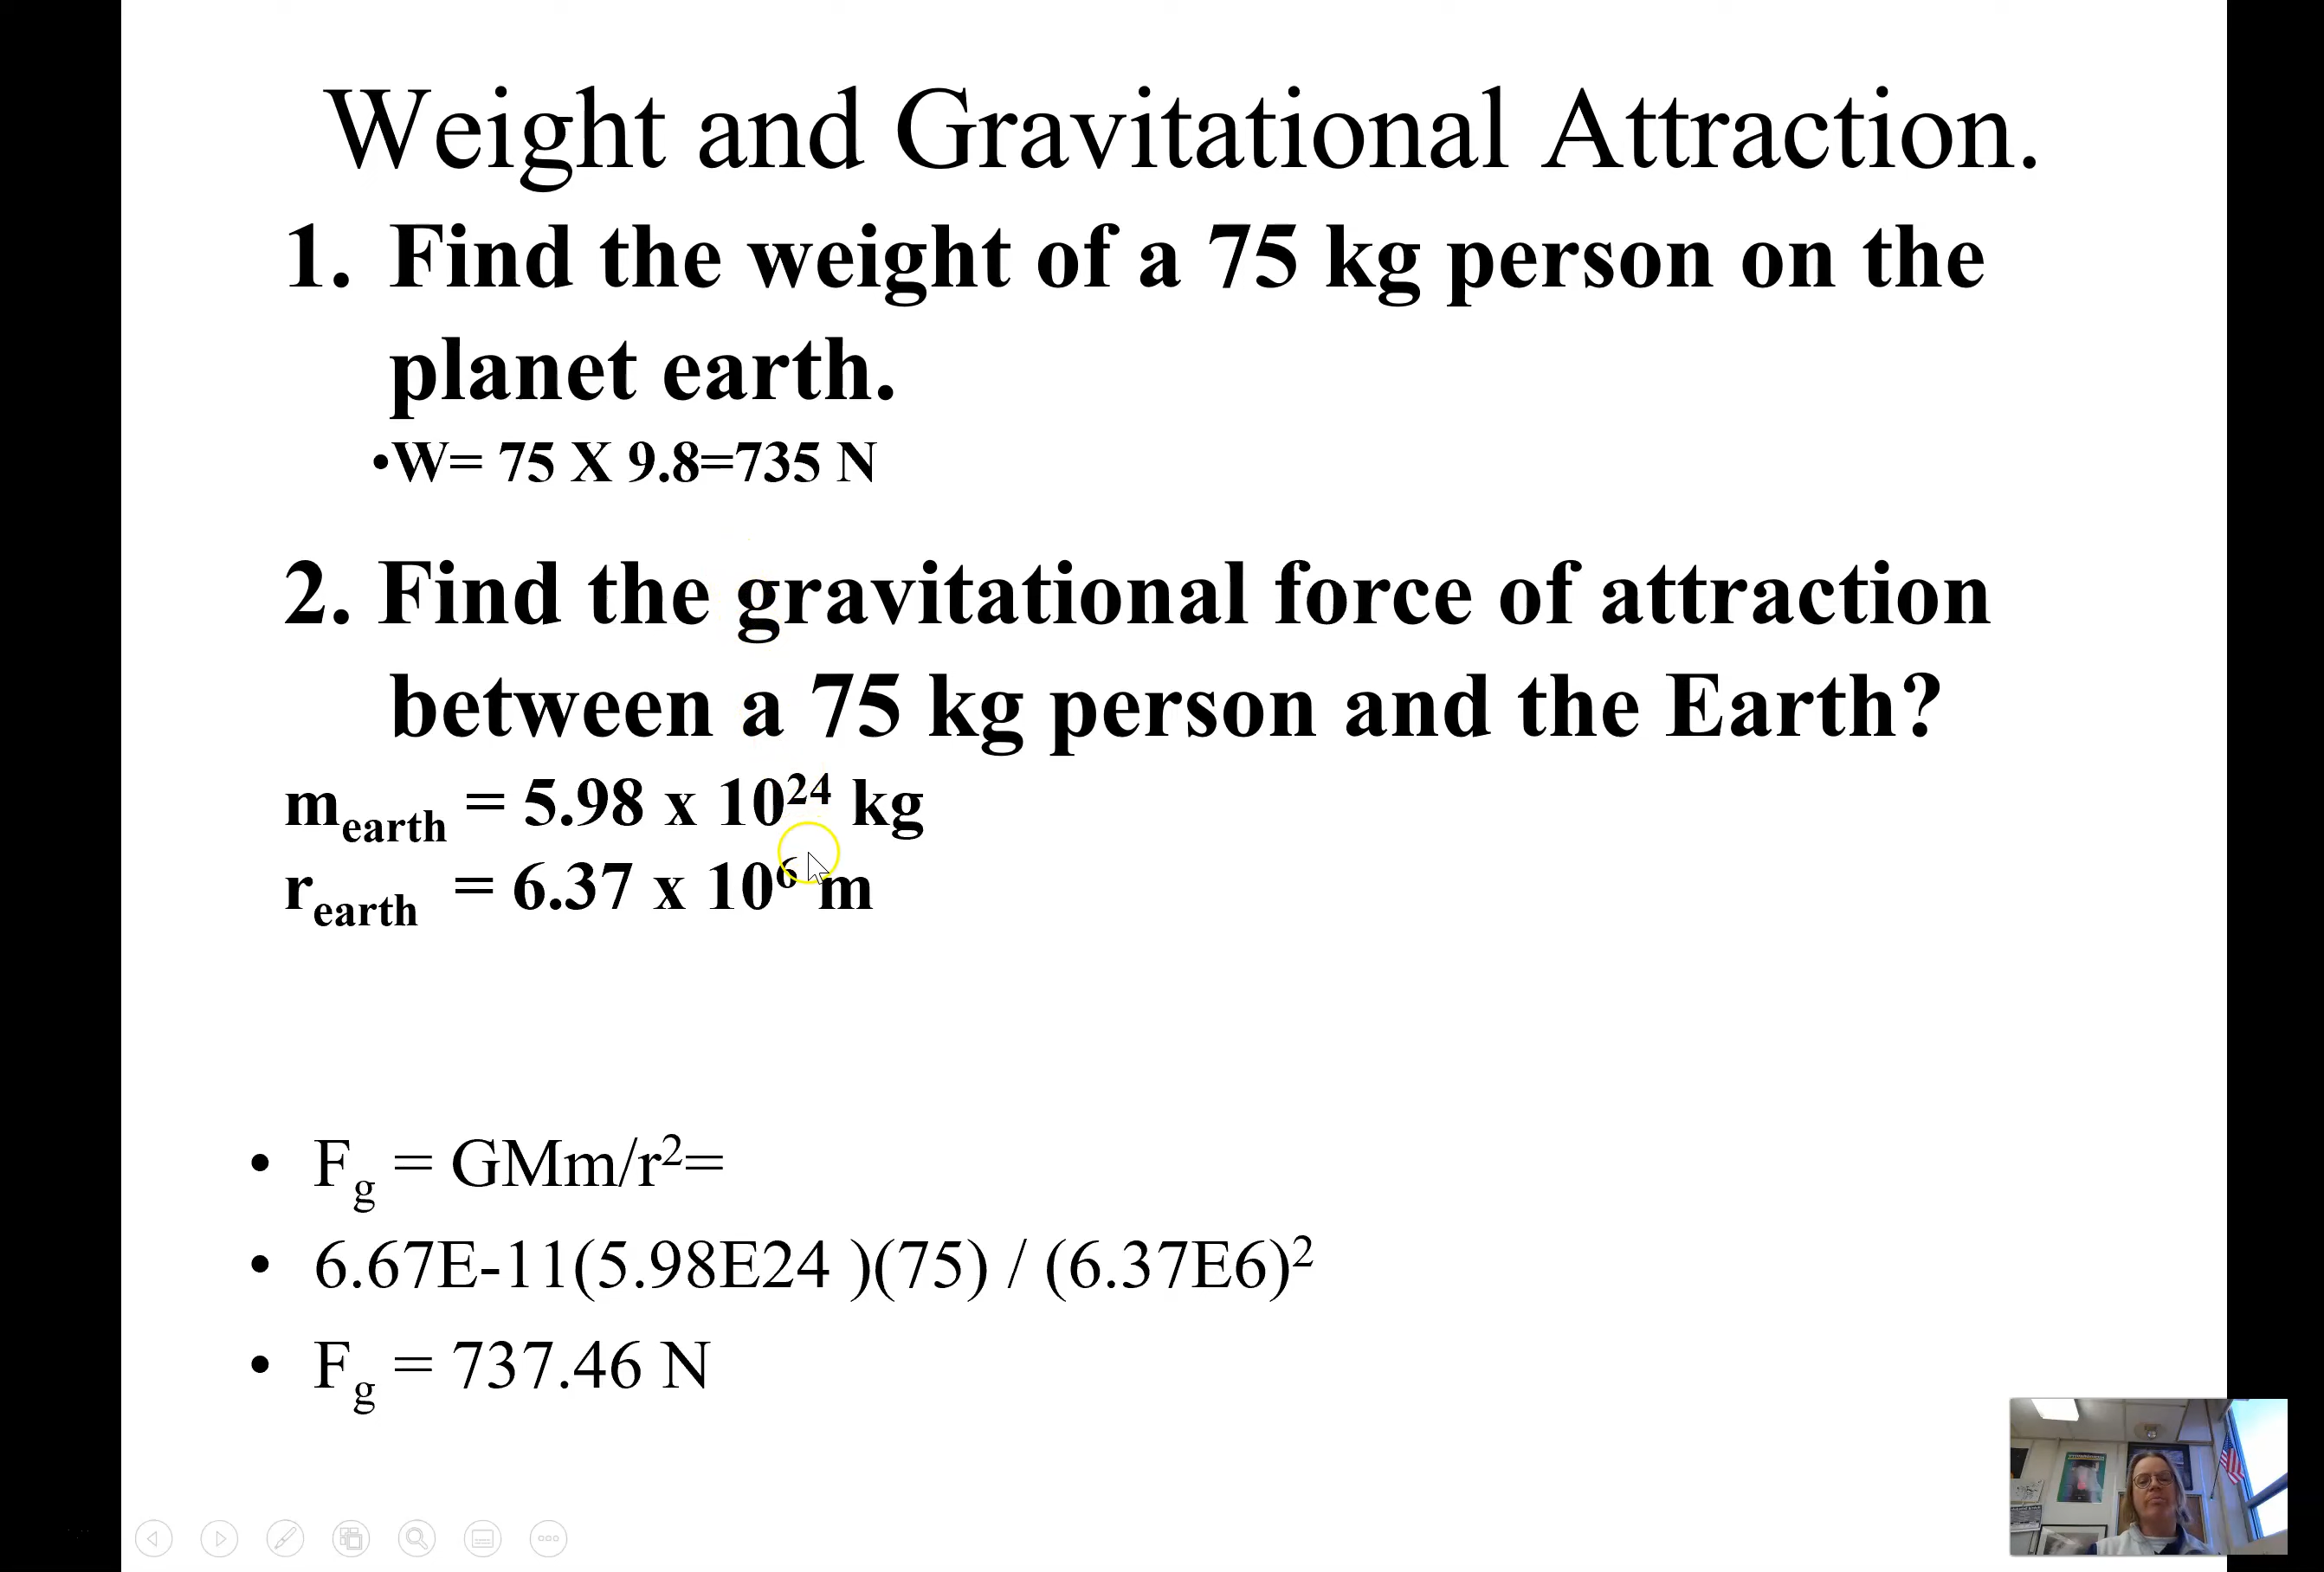 Weight and Gravitational Attraction.
1. Find the weight of a 75 kg person on the
planet earth.
•W= 75 X 9.8=735 N
2. Find the gravitational force of attraction
between a 75 kg person and the Earth?
mearth = 5.98 x 10²⁴ kg
rearth = 6.37 x 10⁶ m
• Fg = GMm/r²=
• 6.67E-11(5.98E24 )(75) / (6.37E6)²
• Fg = 737.46 N